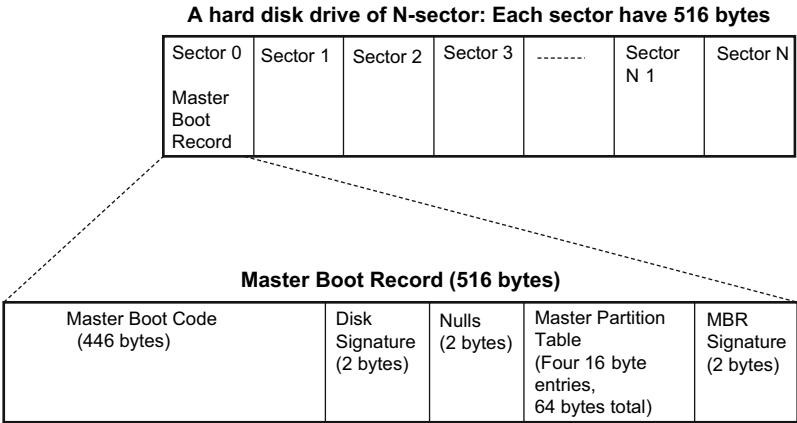 A hard disk drive of N-sector: Each sector have 516 bytes
Sector 0
Master
Boot
Record
Sector 1
Sector 2
Sector 3
Sector
N 1
Sector N
Master Boot Record (516 bytes)
Master Boot Code
(446 bytes)
Disk
Signature
(2 bytes)
Nulls
(2 bytes)
Master Partition
Table
(Four 16 byte
entries,
64 bytes total)
MBR
Signature
(2 bytes)